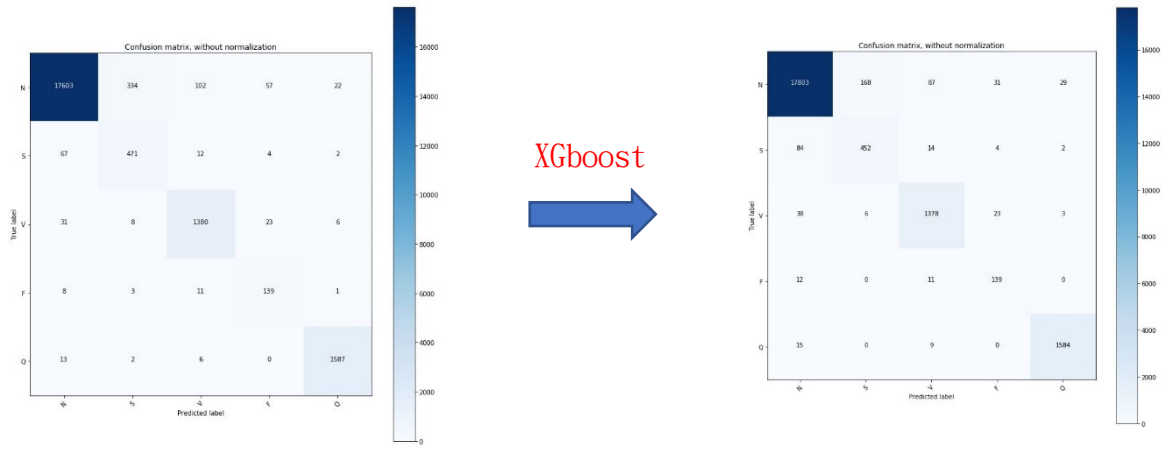 Confusion matrix, without normalization
N 17603 334 102 57 22
S 67 471 12 4 2
V 31 8 1380 23 6
F 8 3 11 139 1
Q 13 2 6 0 1587
N S V F Q
True label
Predicted label
16000
14000
12000
10000
8000
6000
4000
2000
0
XGboost
Confusion matrix, without normalization
N 17803 168 87 31 29
S 84 452 14 4 2
V 38 6 1378 23 3
F 12 0 11 139 0
Q 15 0 9 0 1584
N S V F Q
True label
Predicted label
16000
14000
12000
10000
8000
6000
4000
2000
0